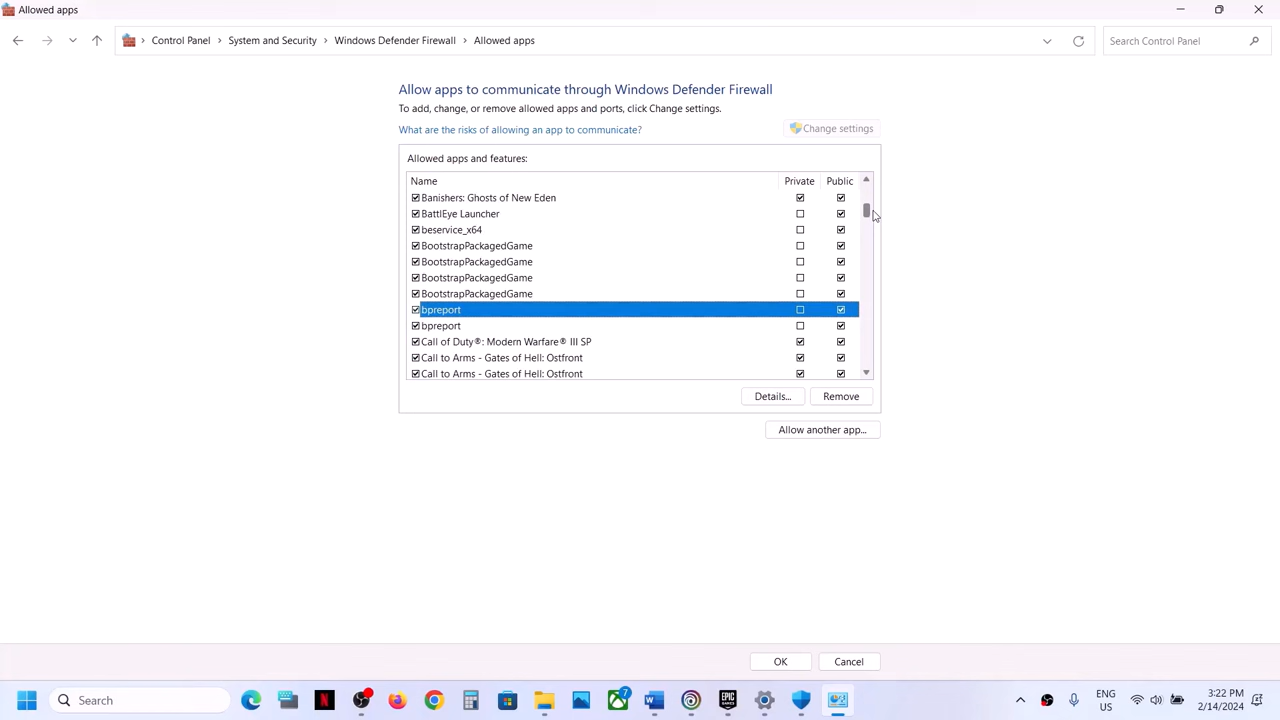 Allowed apps
Control Panel > System and Security > Windows Defender Firewall > Allowed apps
Search Control Panel
Allow apps to communicate through Windows Defender Firewall
To add, change, or remove allowed apps and ports, click Change settings.
What are the risks of allowing an app to communicate?
Change settings
Allowed apps and features:
Name Private Public
Banishers: Ghosts of New Eden
BattlEye Launcher
beservice_x64
BootstrapPackagedGame
BootstrapPackagedGame
BootstrapPackagedGame
BootstrapPackagedGame
bpreport
bpreport
Call of Duty®: Modern Warfare® III SP
Call to Arms - Gates of Hell: Ostfront
Call to Arms - Gates of Hell: Ostfront
Details... Remove
Allow another app...
OK Cancel
Search
7
EPIC GAMES
ENG
US
3:22 PM
2/14/2024